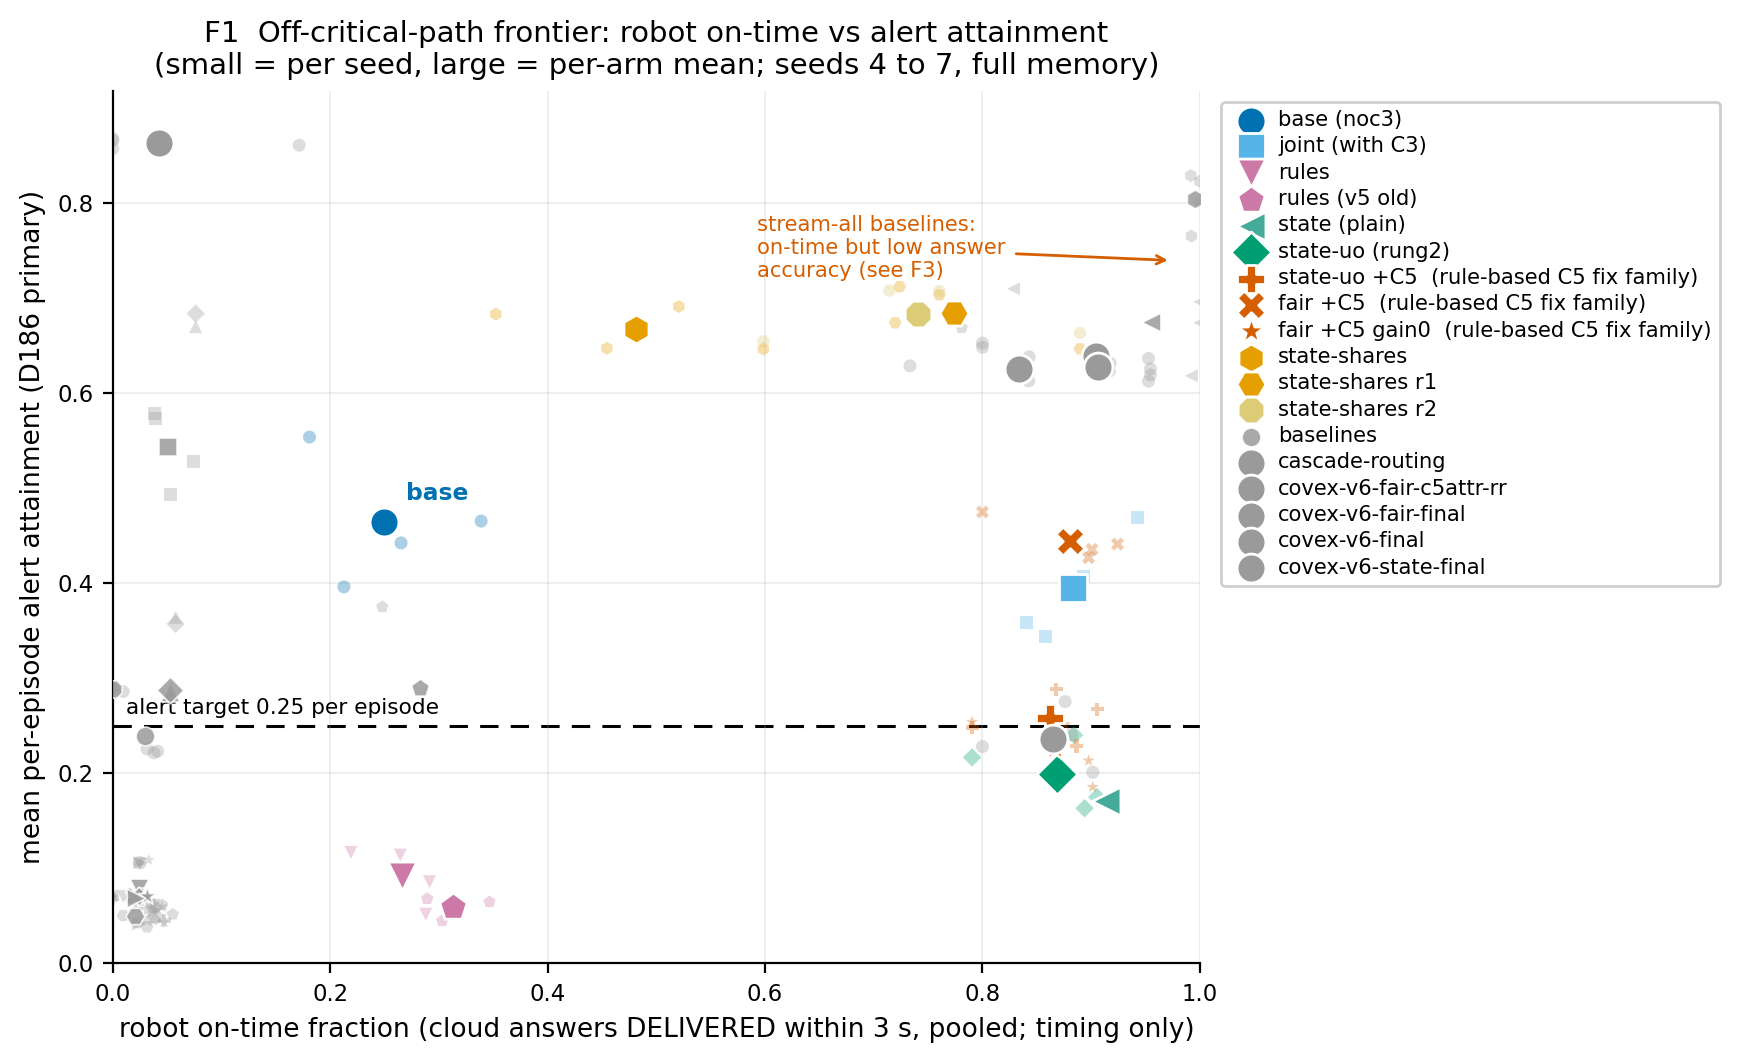 F1  Off-critical-path frontier: robot on-time vs alert attainment
(small = per seed, large = per-arm mean; seeds 4 to 7, full memory)
mean per-episode alert attainment (D186 primary)
0.8
0.6
0.4
0.2
0.0
stream-all baselines:
on-time but low answer
accuracy (see F3)
base
alert target 0.25 per episode
0.0 0.2 0.4 0.6 0.8 1.0
robot on-time fraction (cloud answers DELIVERED within 3 s, pooled; timing only)
base (noc3)
joint (with C3)
rules
rules (v5 old)
state (plain)
state-uo (rung2)
state-uo +C5  (rule-based C5 fix family)
fair +C5  (rule-based C5 fix family)
fair +C5 gain0  (rule-based C5 fix family)
state-shares
state-shares r1
state-shares r2
baselines
cascade-routing
covex-v6-fair-c5attr-rr
covex-v6-fair-final
covex-v6-final
covex-v6-state-final